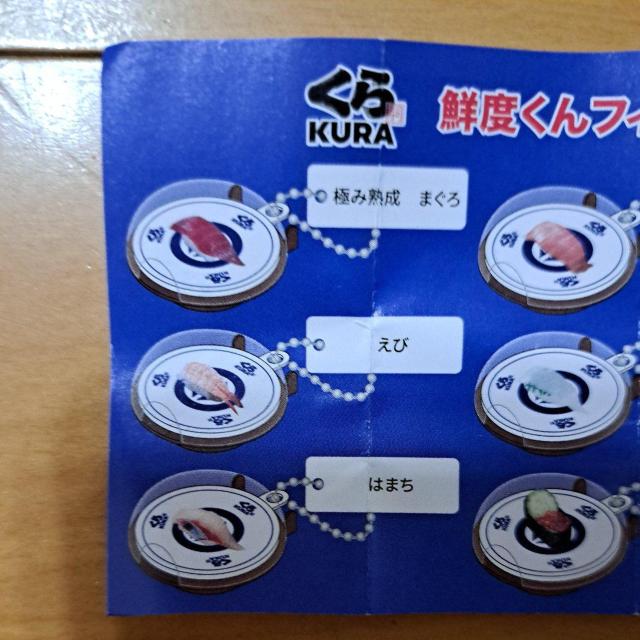 くら
KURA
鮮度くんフィ
極み熟成　まぐろ
えび
はまち